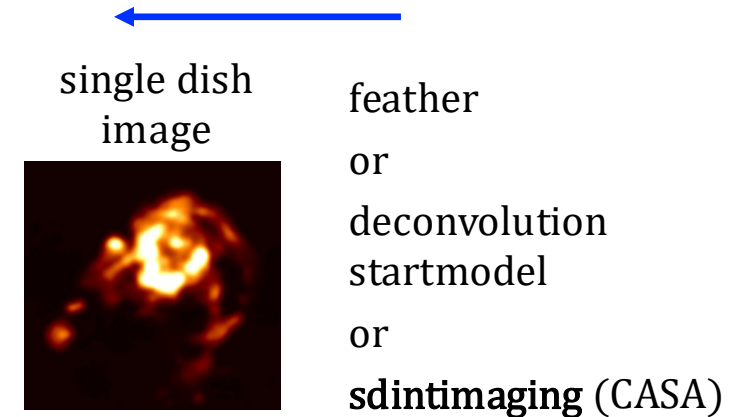 single dish
image
feather
or
deconvolution
startmodel
or
sdintimaging (CASA)